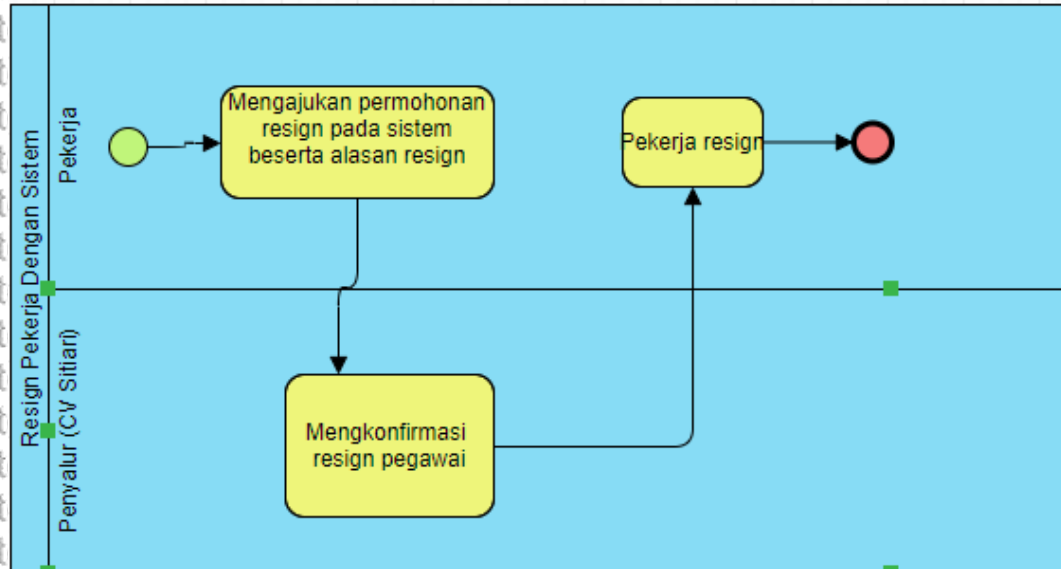 Resign Pekerja Dengan Sistem
Pekerja
Mengajukan permohonan
resign pada sistem
beserta alasan resign
Pekerja resign
Penyalur (CV Sitiari)
Mengkonfirmasi
resign pegawai